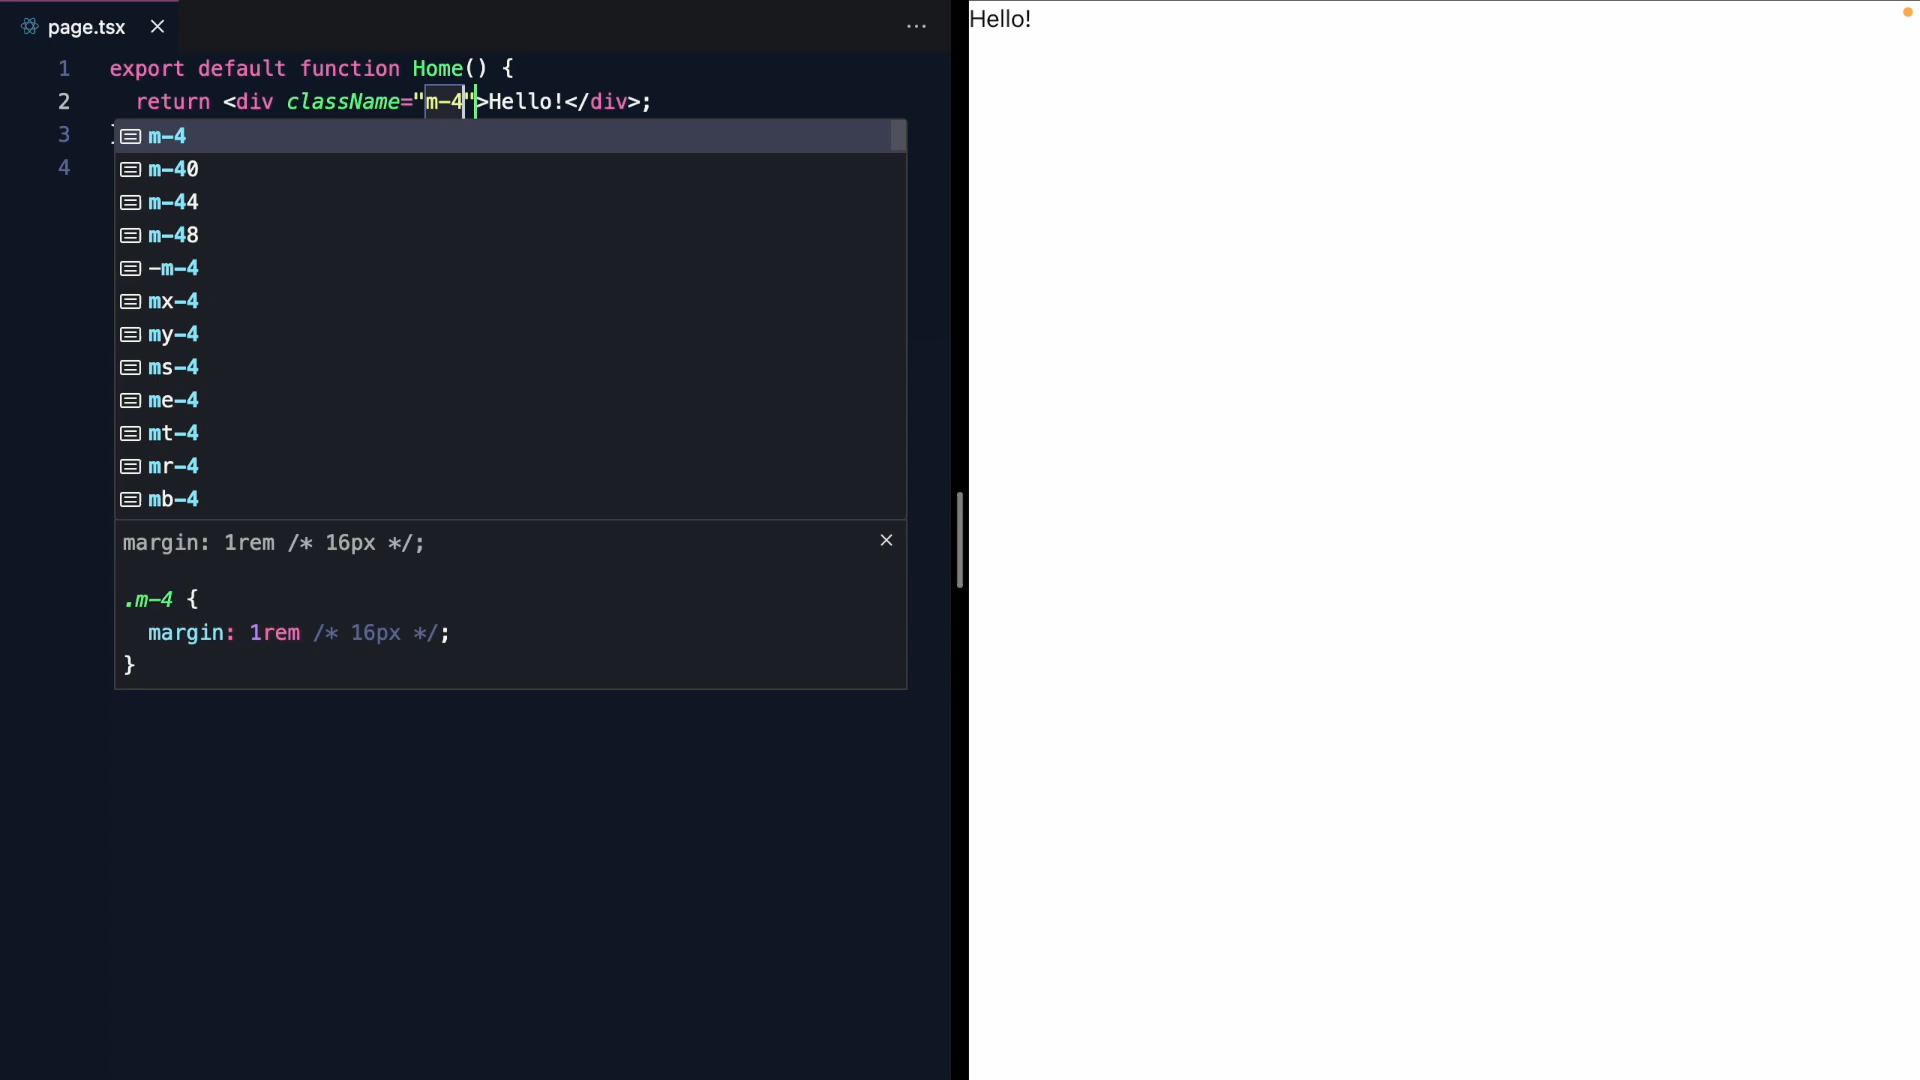 page.tsx
1 export default function Home() {
2 return <div className="m-4">Hello!</div>;
3
4
m-4
m-40
m-44
m-48
-m-4
mx-4
my-4
ms-4
me-4
mt-4
mr-4
mb-4
margin: 1rem /* 16px */;
.m-4 {
margin: 1rem /* 16px */;
}
Hello!